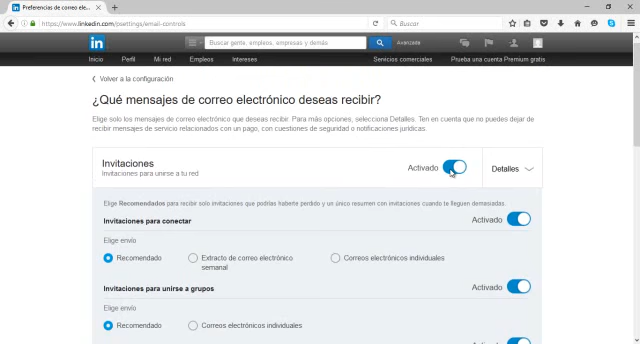 Preferencias de correo ele...
https://www.linkedin.com/psettings/email-controls
Buscar
in
Buscar gente, empleos, empresas y demás
Avanzada
Inicio Perfil Mi red Empleos Intereses Servicios comerciales Prueba una cuenta Premium gratis
Volver a la configuración
¿Qué mensajes de correo electrónico deseas recibir?
Elige solo los mensajes de correo electrónico que deseas recibir. Para más opciones, selecciona Detalles. Ten en cuenta que no puedes dejar de
recibir mensajes de servicio relacionados con un pago, con cuestiones de seguridad o notificaciones jurídicas.
Invitaciones
Invitaciones para unirse a tu red
Activado
Detalles
Elige Recomendados para recibir solo invitaciones que podrías haberte perdido y un único resumen con invitaciones cuando te lleguen demasiadas.
Invitaciones para conectar
Activado
Elige envío
Recomendado
Extracto de correo electrónico
semanal
Correos electrónicos individuales
Invitaciones para unirse a grupos
Activado
Elige envío
Recomendado
Correos electrónicos individuales
Activado